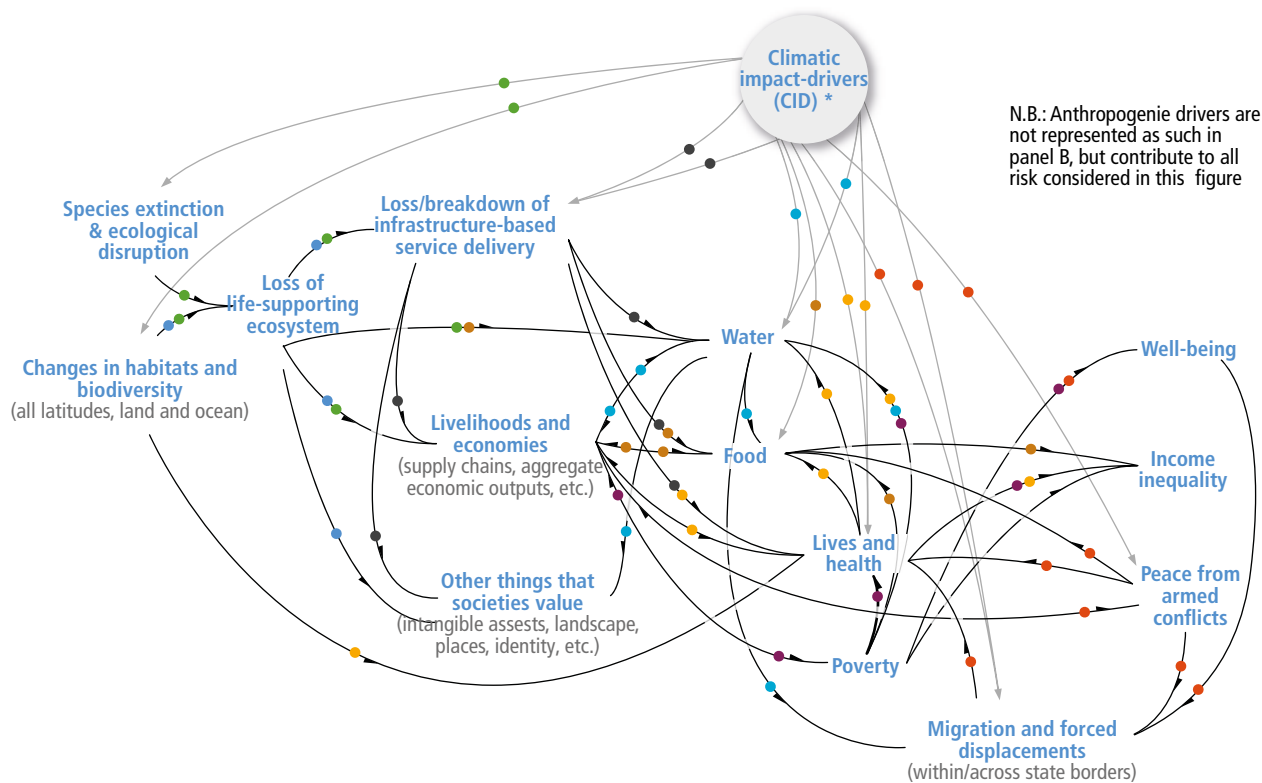 Climatic
impact-drivers
(CID) *
N.B.: Anthropogenie drivers are
not represented as such in
panel B, but contribute to all
risk considered in this figure
Species extinction
& ecological
disruption
Loss/breakdown of
infrastructure-based
service delivery
Loss of
life-supporting
ecosystem
Changes in habitats and
biodiversity
(all latitudes, land and ocean)
Water
Well-being
Livelihoods and
economies
(supply chains, aggregate
economic outputs, etc.)
Food
Income
inequality
Lives and
health
Other things that
societies value
(intangible assests, landscape,
places, identity, etc.)
Peace from
armed
conflicts
Poverty
Migration and forced
displacements
(within/across state borders)